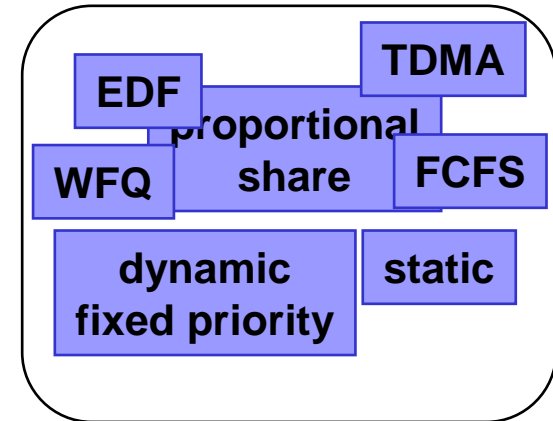 TDMA
EDF
proportional
share
WFQ
FCFS
dynamic
fixed priority
static